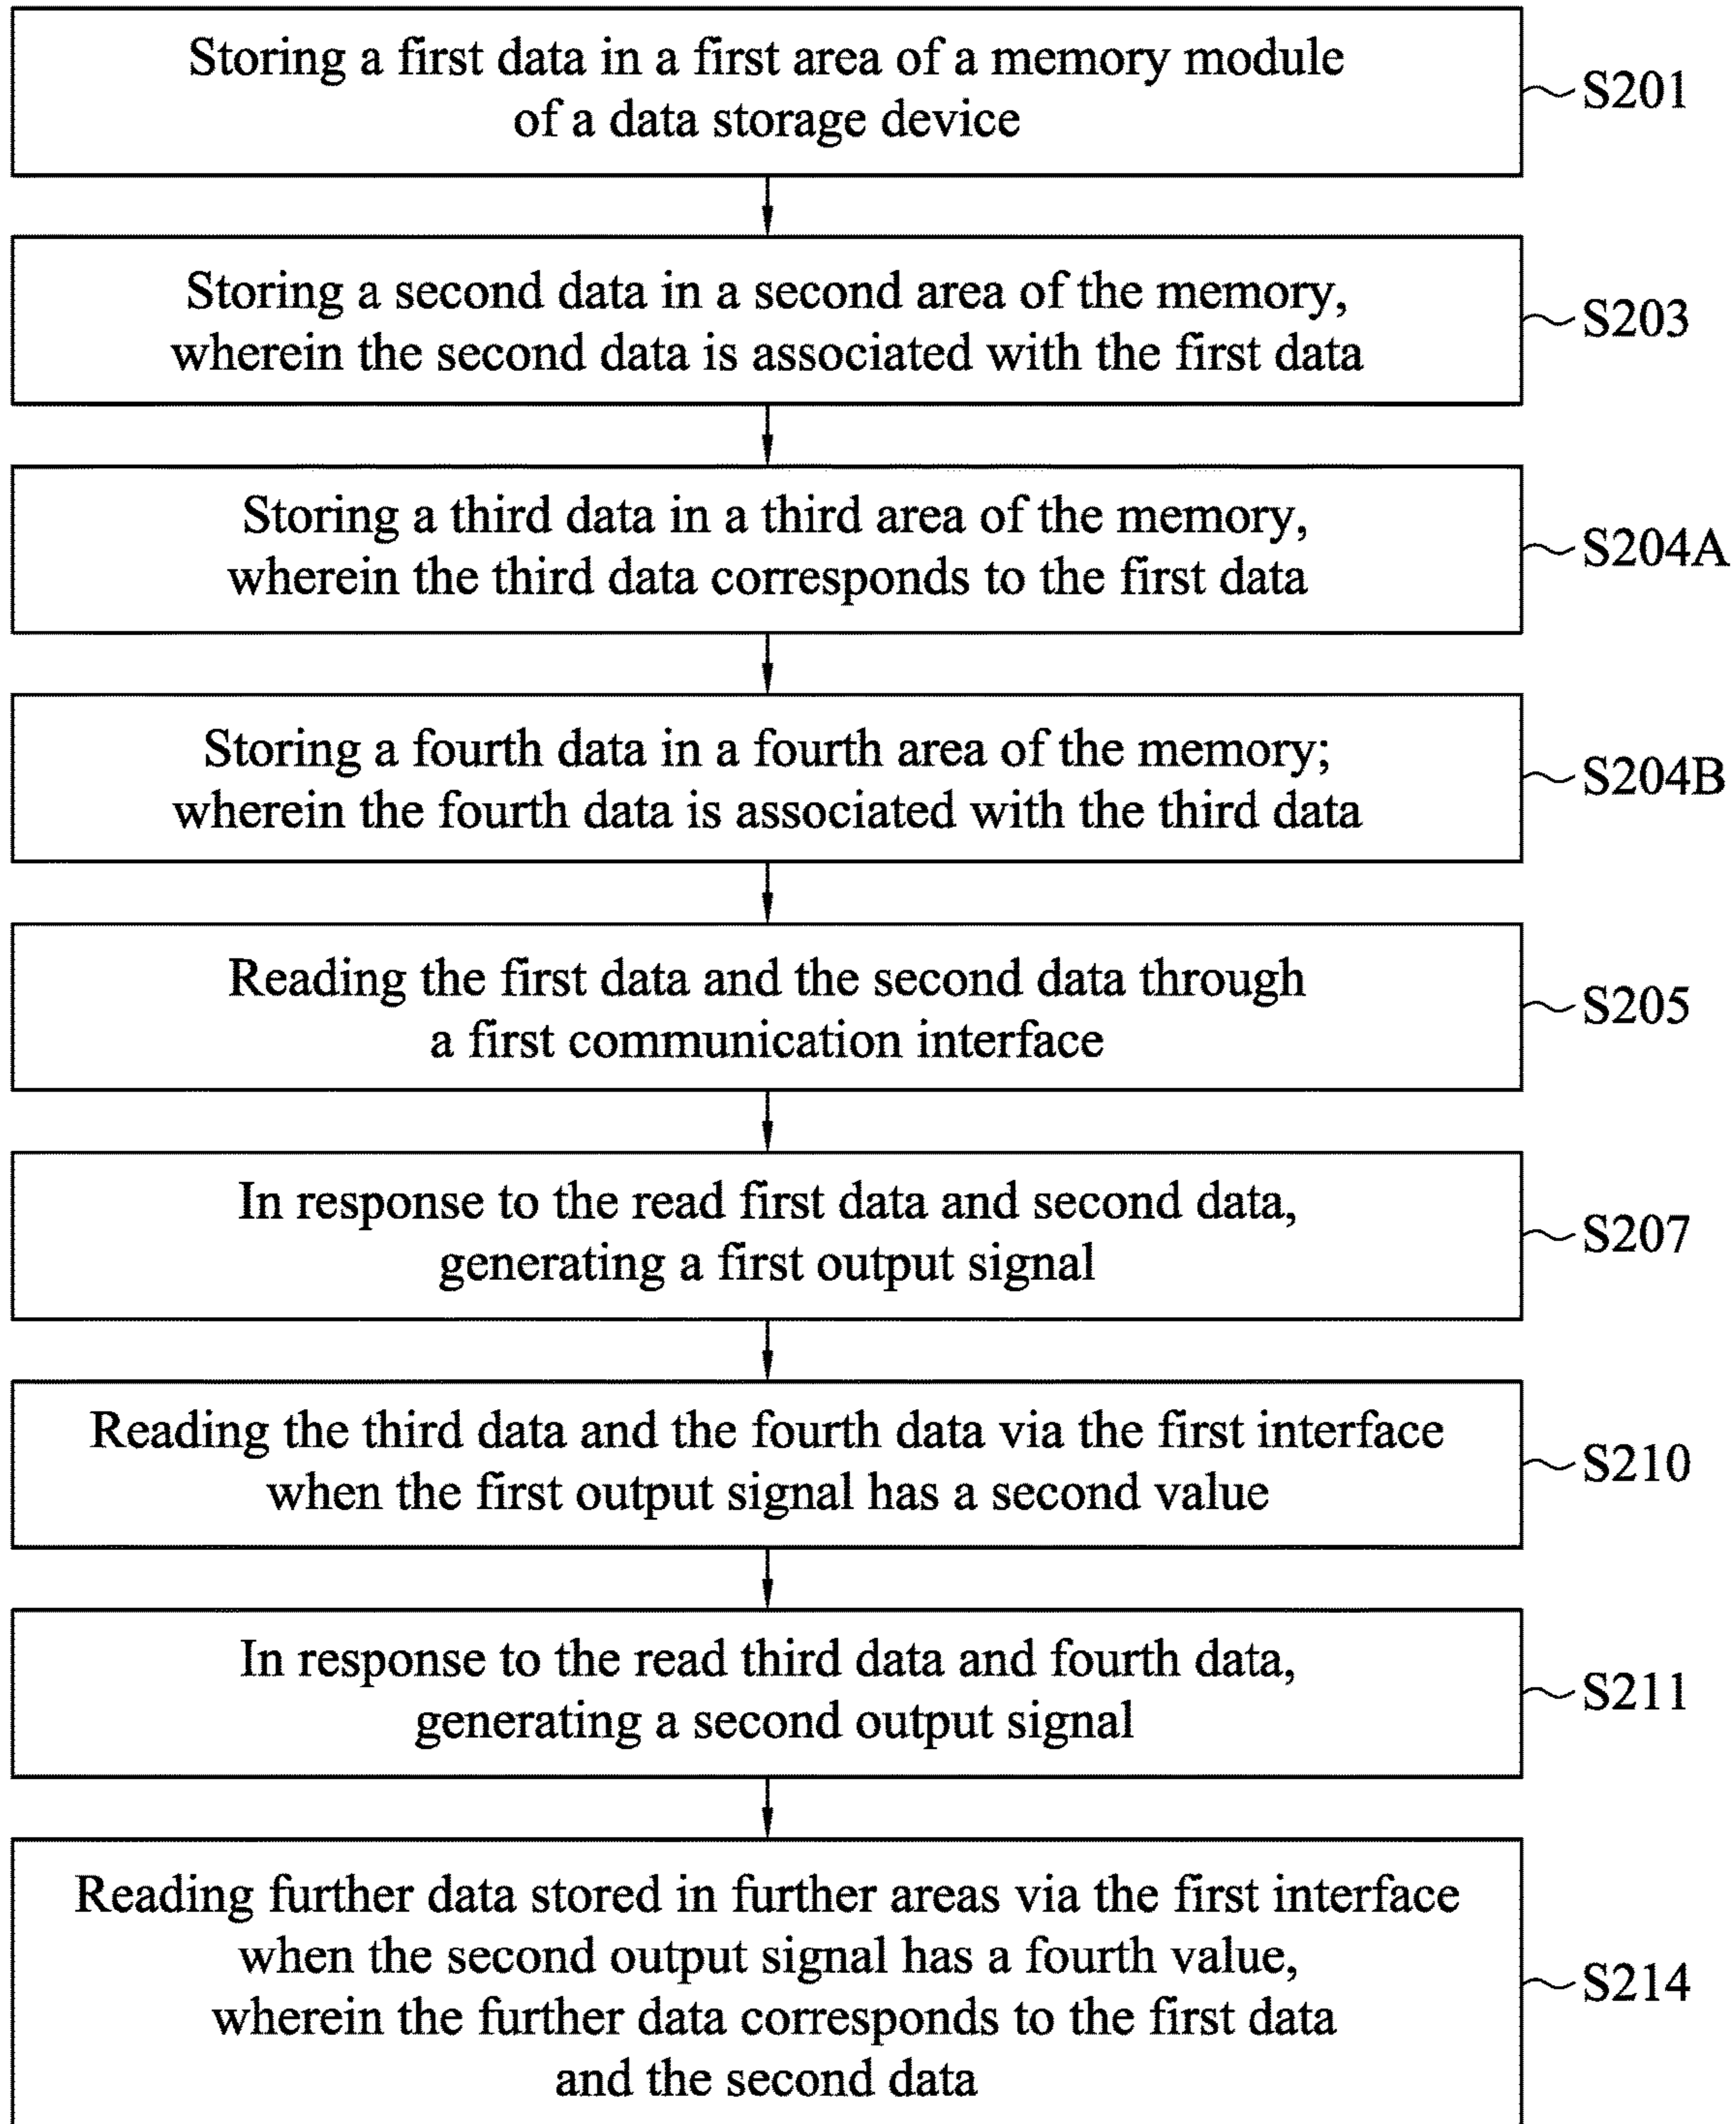 Storing a first data in a first area of a memory module
of a data storage device
S201
Storing a second data in a second area of the memory,
wherein the second data is associated with the first data
S203
Storing a third data in a third area of the memory,
wherein the third data corresponds to the first data
S204A
Storing a fourth data in a fourth area of the memory;
wherein the fourth data is associated with the third data
S204B
Reading the first data and the second data through
a first communication interface
S205
In response to the read first data and second data,
generating a first output signal
S207
Reading the third data and the fourth data via the first interface
when the first output signal has a second value
S210
In response to the read third data and fourth data,
generating a second output signal
S211
Reading further data stored in further areas via the first interface
when the second output signal has a fourth value,
wherein the further data corresponds to the first data
and the second data
S214